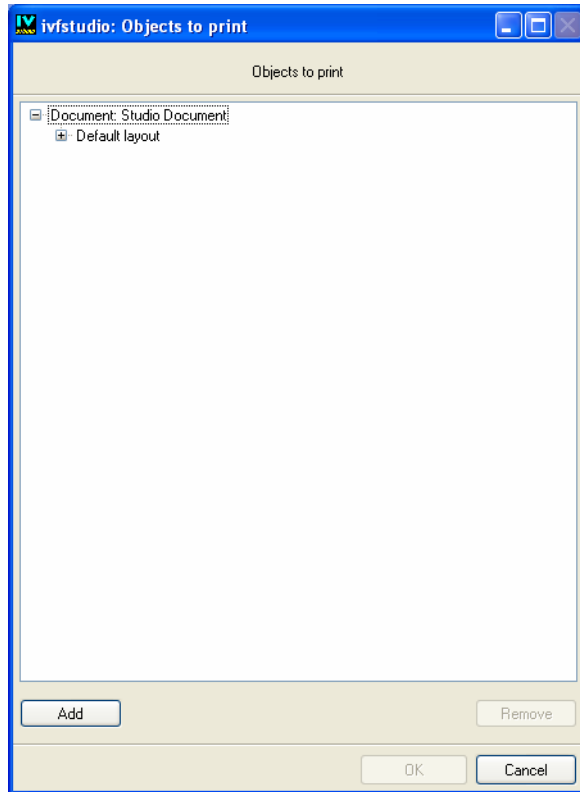 ivfstudio: Objects to print
Objects to print
Document: Studio Document
Default layout
Add
Remove
OK
Cancel